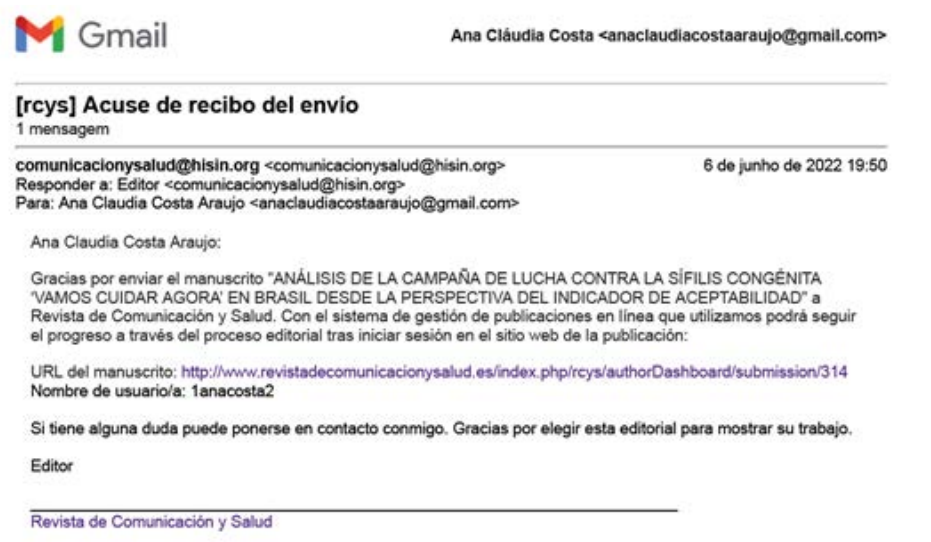 Gmail
Ana Cláudia Costa <anaclaudiacostaaraujo@gmail.com>
[rcys] Acuse de recibo del envío
1 mensagem
comunicacionysalud@hisin.org <comunicacionysalud@hisin.org> 6 de junho de 2022 19:50
Responder a: Editor <comunicacionysalud@hisin.org>
Para: Ana Claudia Costa Araujo <anaclaudiacostaaraujo@gmail.com>
Ana Claudia Costa Araujo:
Gracias por enviar el manuscrito "ANÁLISIS DE LA CAMPAÑA DE LUCHA CONTRA LA SÍFILIS CONGÉNITA
'VAMOS CUIDAR AGORA' EN BRASIL DESDE LA PERSPECTIVA DEL INDICADOR DE ACEPTABILIDAD" a
Revista de Comunicación y Salud. Con el sistema de gestión de publicaciones en línea que utilizamos podrá seguir
el progreso a través del proceso editorial tras iniciar sesión en el sitio web de la publicación:
URL del manuscrito: http://www.revistadecomunicacionysalud.es/index.php/rcys/authorDashboard/submission/314
Nombre de usuario/a: 1anacosta2
Si tiene alguna duda puede ponerse en contacto conmigo. Gracias por elegir esta editorial para mostrar su trabajo.
Editor
Revista de Comunicación y Salud